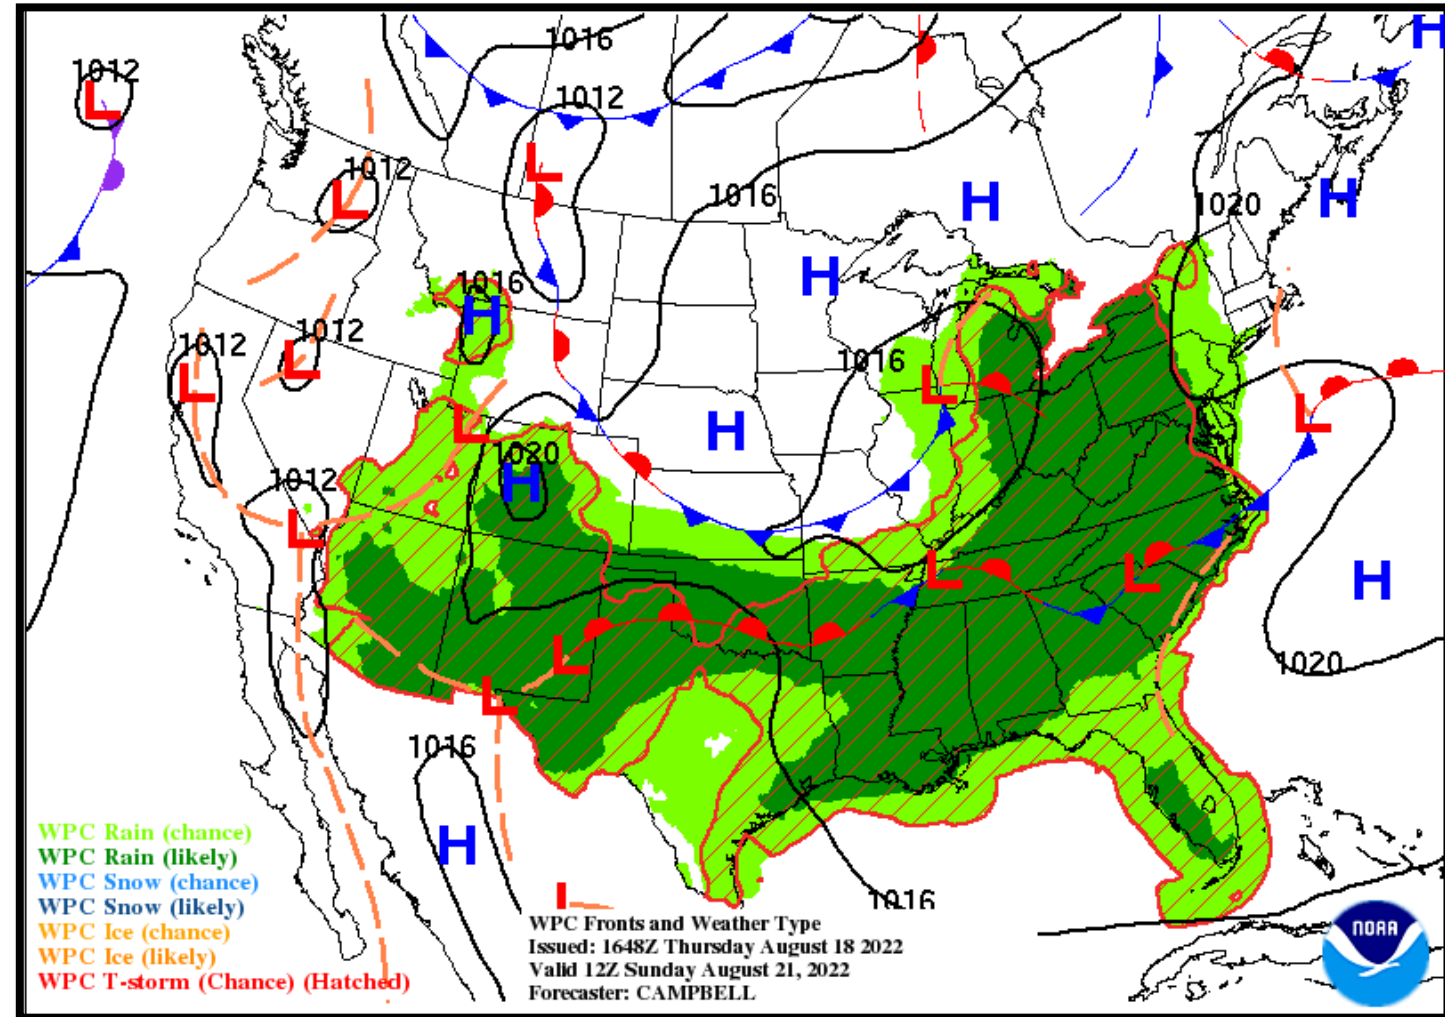 1016
H
1012
L
1012
L
1012
L
1016
H
1020
H
H
H
1016
H
1012
L
1012
L
1016
L
L
L
H
1020
H
1012
L
L
L
H
L
L
1020
1016
H
1016
L
WPC Rain (chance)
WPC Rain (likely)
WPC Snow (chance)
WPC Snow (likely)
WPC Ice (chance)
WPC Ice (likely)
WPC T-storm (Chance) (Hatched)
WPC Fronts and Weather Type
Issued: 1648Z Thursday August 18 2022
Valid 12Z Sunday August 21, 2022
Forecaster: CAMPBELL
NOAA